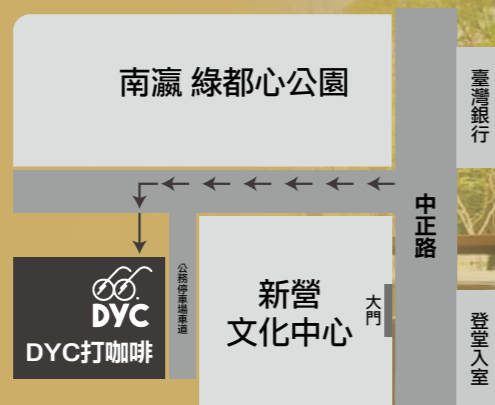 南瀛 綠都心公園
臺灣銀行
中正路
公務停車場車道
新營
文化中心
大門
登堂入室
DYC
DYC打咖啡